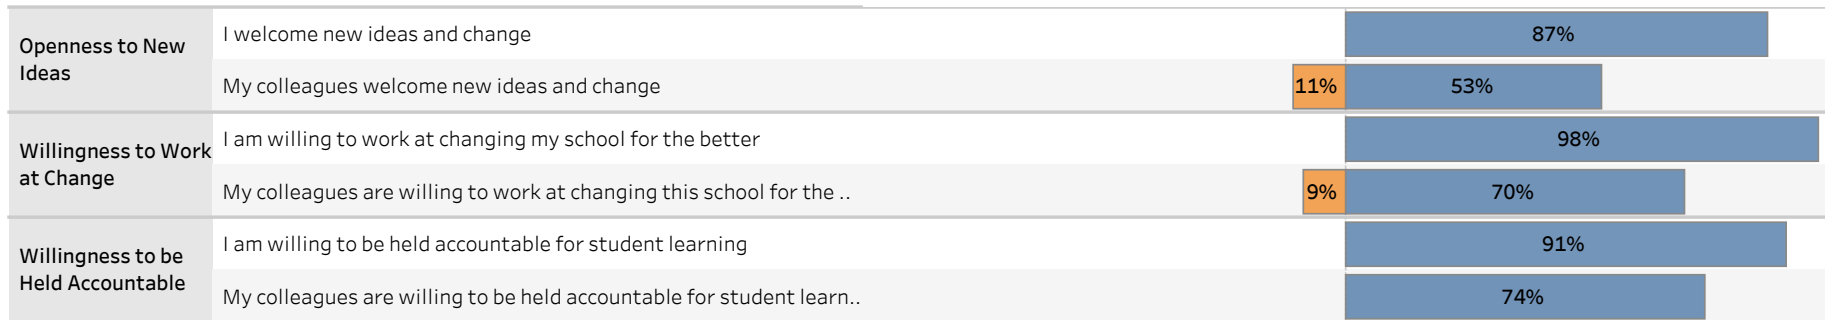 Openness to New
Ideas
I welcome new ideas and change
87%
My colleagues welcome new ideas and change
11%
53%
Willingness to Work
at Change
I am willing to work at changing my school for the better
98%
My colleagues are willing to work at changing this school for the ..
9%
70%
Willingness to be
Held Accountable
I am willing to be held accountable for student learning
91%
My colleagues are willing to be held accountable for student learn..
74%